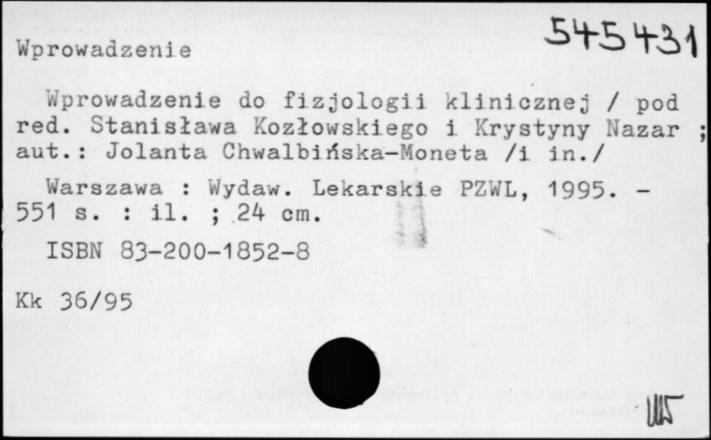 545431
Wprowadzenie
Wprowadzenie do fizjologii klinicznej / pod
red. Stanisława Kozłowskiego i Krystyny Nazar ;
aut.: Jolanta Chwalbińska-Moneta /i in./
Warszawa : Wydaw. Lekarskie PZWL, 1995. -
551 s. : il. ; 24 cm.
ISBN 83-200-1852-8
Kk 36/95